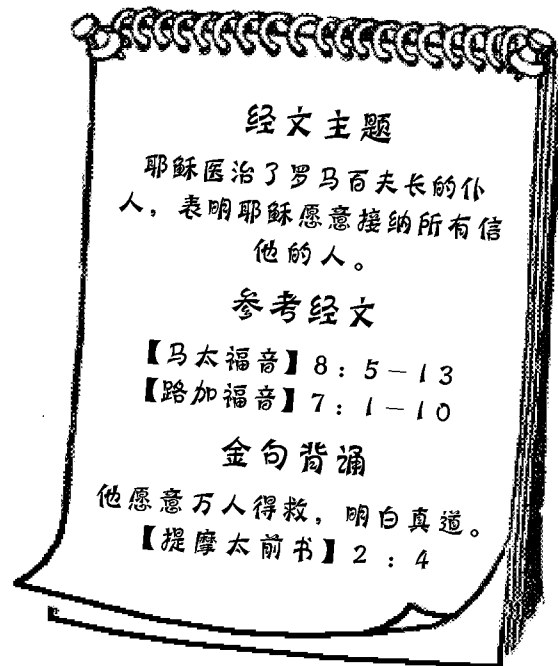 经文主题
耶稣医治了罗马百夫长的仆
人，表明耶稣愿意接纳所有信
他的人。
参考经文
【马太福音】8：5－13
【路加福音】7：1－10
金句背诵
他愿意万人得救，明白真道。
【提摩太前书】2：4